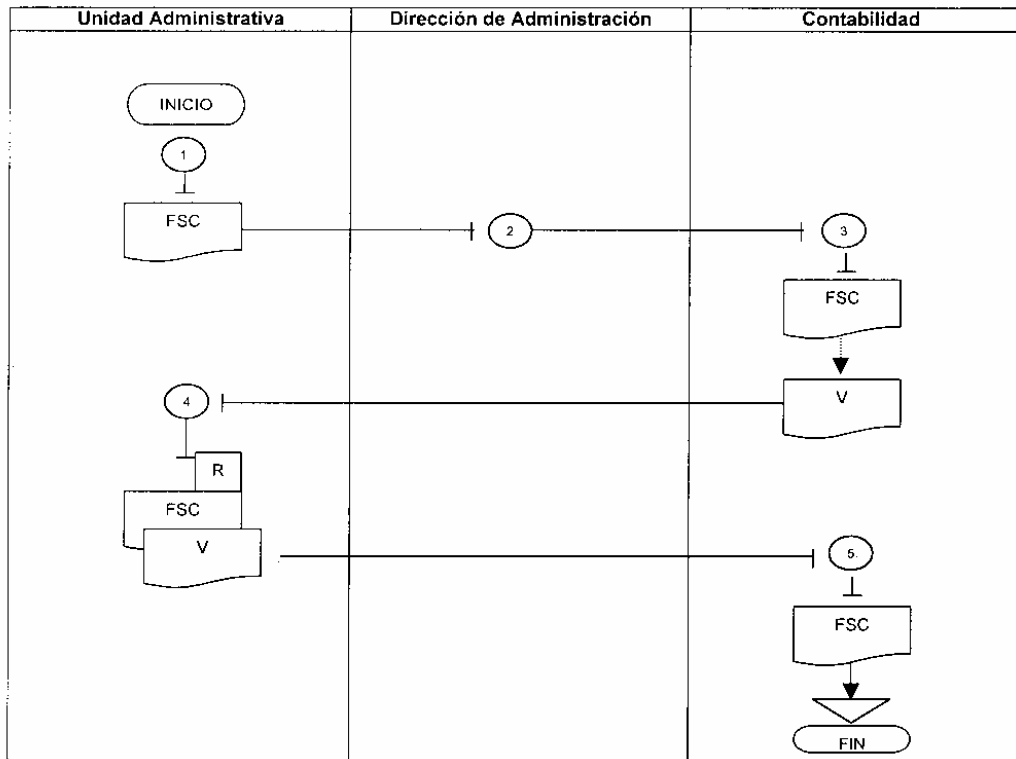 Unidad Administrativa Dirección de Administración Contabilidad
INICIO
1
FSC
2
3
FSC
V
4
R
FSC
V
5.
FSC
FIN